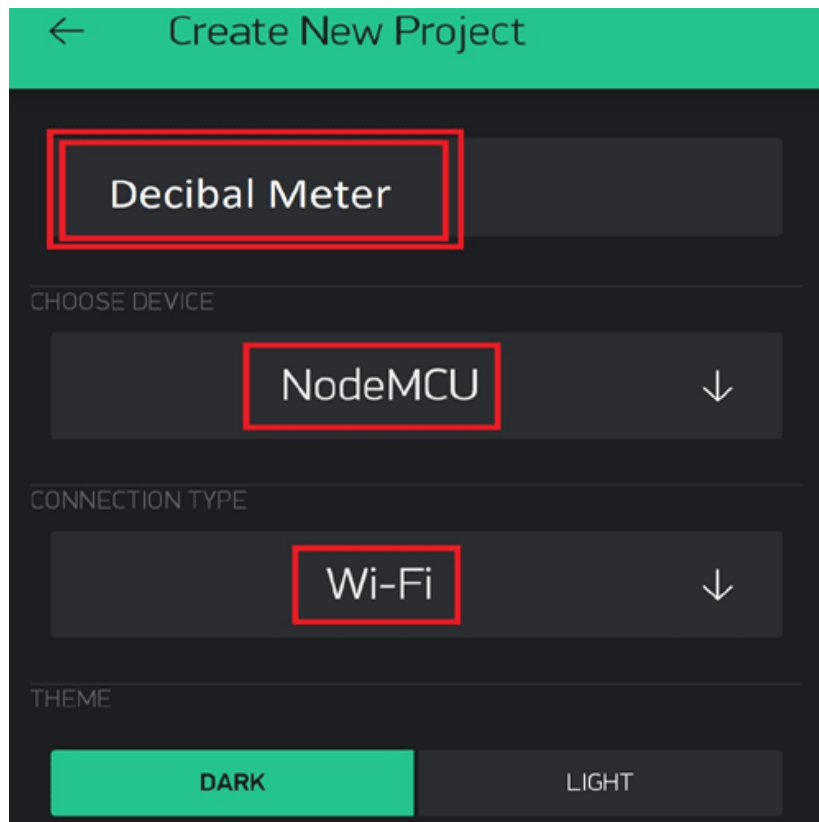 Create New Project
Decibal Meter
CHOOSE DEVICE
NodeMCU
CONNECTION TYPE
Wi-Fi
THEME
DARK
LIGHT